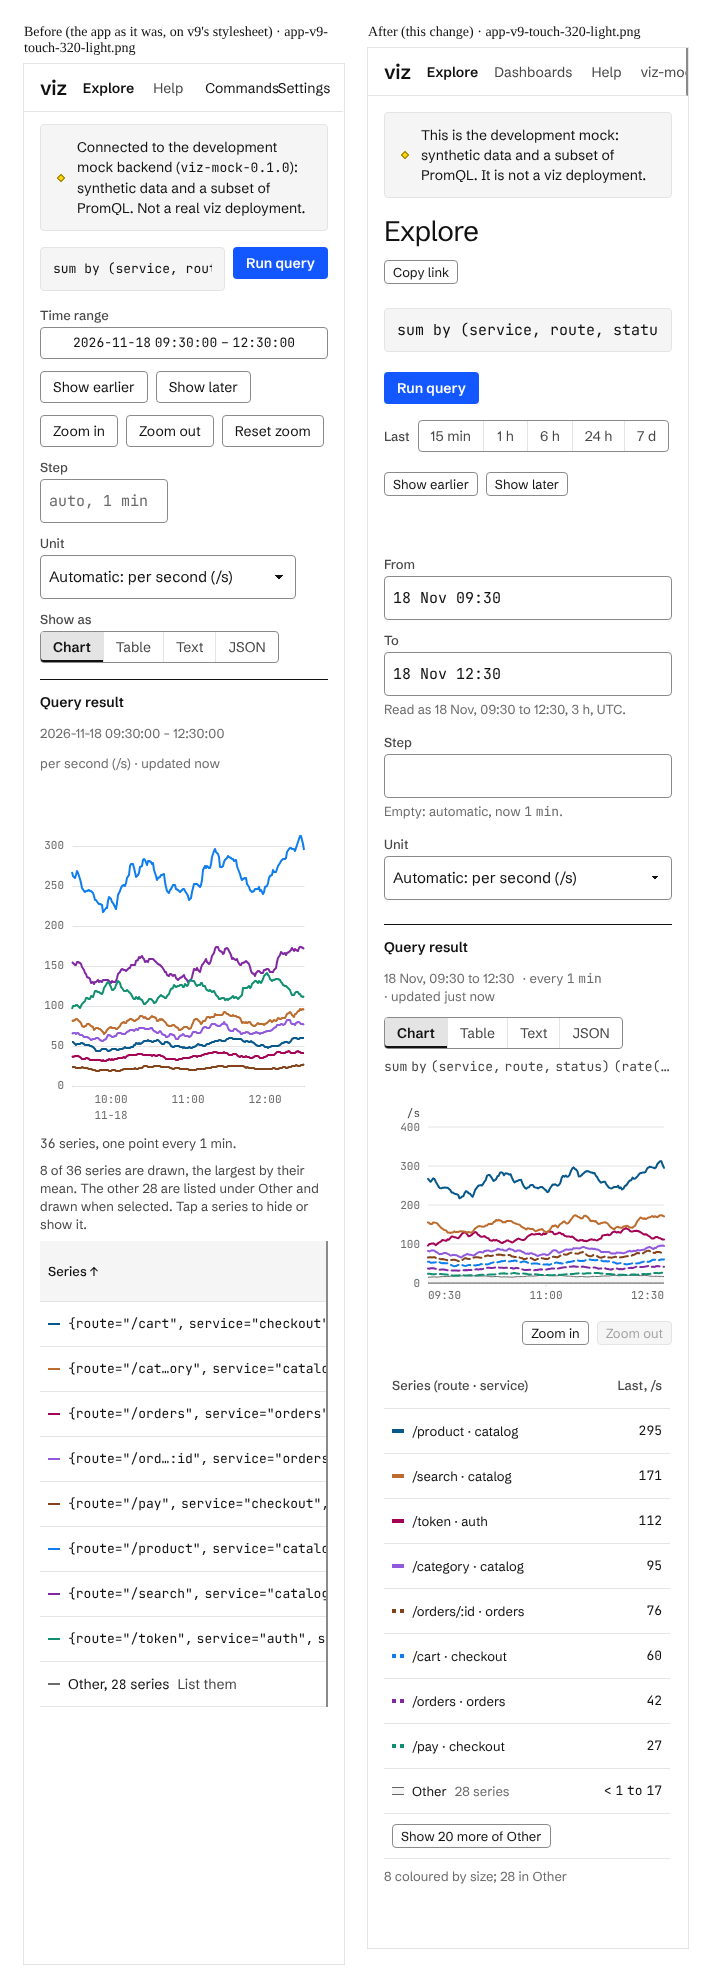 Before (the app as it was, on v9's stylesheet) · app-v9-
touch-320-light.png
viz Explore Help Commands Settings
Connected to the development
mock backend (viz-mock-0.1.0):
synthetic data and a subset of
PromQL. Not a real viz deployment.
sum by (service, rout
Run query
Time range
2026-11-18 09:30:00 – 12:30:00
Show earlier Show later
Zoom in Zoom out Reset zoom
Step
auto, 1 min
Unit
Automatic: per second (/s)
Show as
Chart Table Text JSON
Query result
2026-11-18 09:30:00 – 12:30:00
per second (/s) · updated now
300
250
200
150
100
50
0
10:00 11:00 12:00
11-18
36 series, one point every 1 min.
8 of 36 series are drawn, the largest by their
mean. The other 28 are listed under Other and
drawn when selected. Tap a series to hide or
show it.
Series ↑
{route="/cart", service="checkout"
{route="/cat…ory", service="catalo
{route="/orders", service="orders"
{route="/ord…:id", service="orders
{route="/pay", service="checkout",
{route="/product", service="catalo
{route="/search", service="catalog
{route="/token", service="auth", s
Other, 28 series List them
After (this change) · app-v9-touch-320-light.png
viz Explore Dashboards Help viz-mo
This is the development mock:
synthetic data and a subset of
PromQL. It is not a viz deployment.
Explore
Copy link
sum by (service, route, statu
Run query
Last 15 min 1 h 6 h 24 h 7 d
Show earlier Show later
From
18 Nov 09:30
To
18 Nov 12:30
Read as 18 Nov, 09:30 to 12:30, 3 h, UTC.
Step
Empty: automatic, now 1 min.
Unit
Automatic: per second (/s)
Query result
18 Nov, 09:30 to 12:30 · every 1 min
· updated just now
Chart Table Text JSON
sum by (service, route, status) (rate(…
/s
400
300
200
100
0
09:30 11:00 12:30
Zoom in Zoom out
Series (route · service) Last, /s
/product · catalog 295
/search · catalog 171
/token · auth 112
/category · catalog 95
/orders/:id · orders 76
/cart · checkout 60
/orders · orders 42
/pay · checkout 27
Other 28 series < 1 to 17
Show 20 more of Other
8 coloured by size; 28 in Other